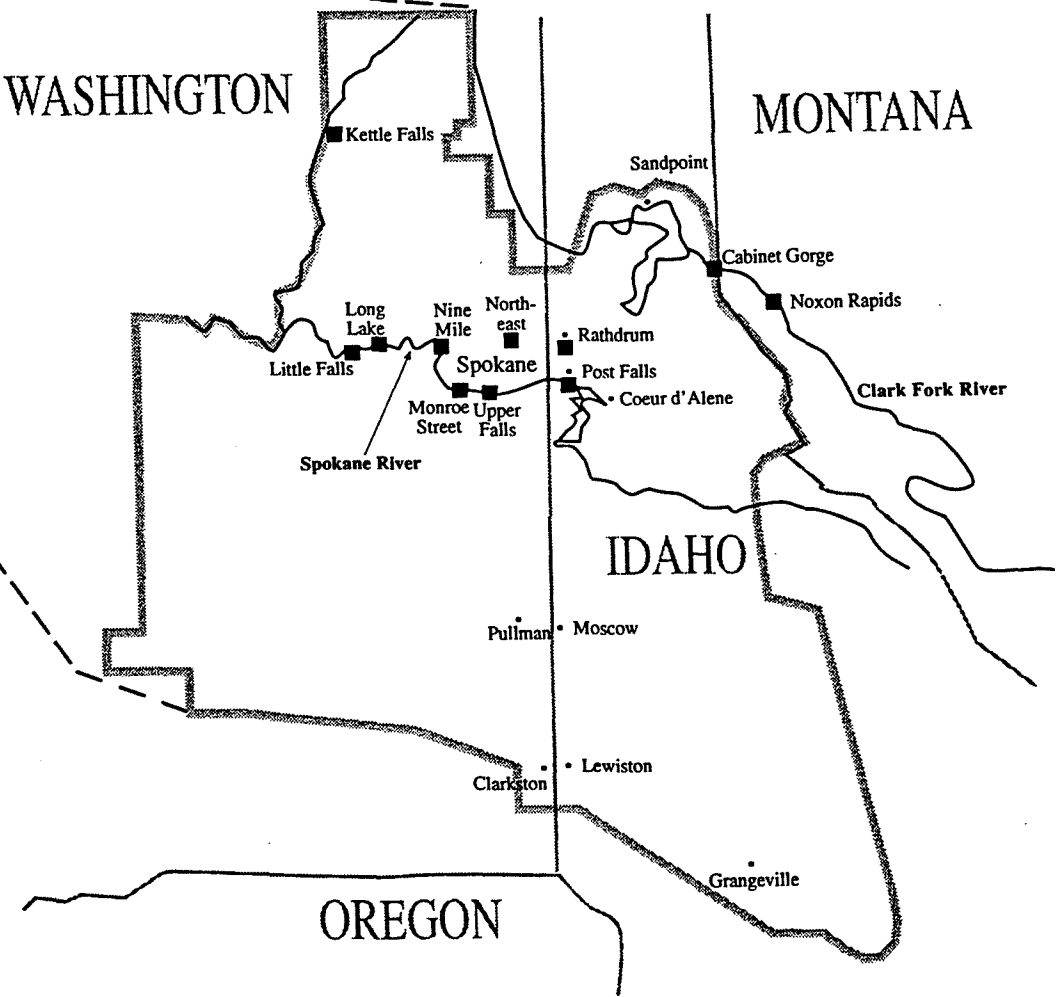 WASHINGTON
MONTANA
Kettle Falls
Sandpoint
Cabinet Gorge
Noxon Rapids
Long
Lake
Nine
Mile
North-
east
Rathdrum
Little Falls
Spokane
Post Falls
Coeur d'Alene
Clark Fork River
Monroe
Street
Upper
Falls
Spokane River
IDAHO
Pullman
Moscow
Clarkston
Lewiston
Grangeville
OREGON